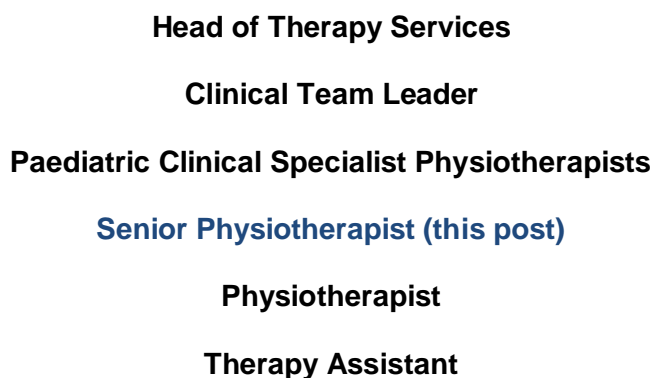 Head of Therapy Services
Clinical Team Leader
Paediatric Clinical Specialist Physiotherapists
Senior Physiotherapist (this post)
Physiotherapist
Therapy Assistant